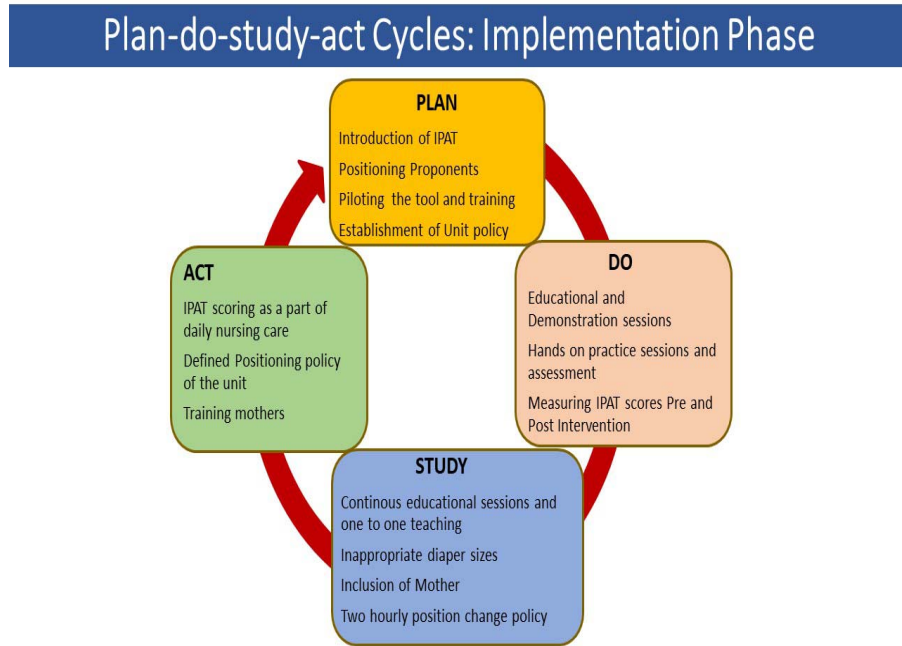 Plan-do-study-act Cycles: Implementation Phase
PLAN
Introduction of IPAT
Positioning Proponents
Piloting the tool and training
Establishment of Unit policy
DO
Educational and
Demonstration sessions
Hands on practice sessions and
assessment
Measuring IPAT scores Pre and
Post Intervention
STUDY
Continous educational sessions and
one to one teaching
Inappropriate diaper sizes
Inclusion of Mother
Two hourly position change policy
ACT
IPAT scoring as a part of
daily nursing care
Defined Positioning policy
of the unit
Training mothers